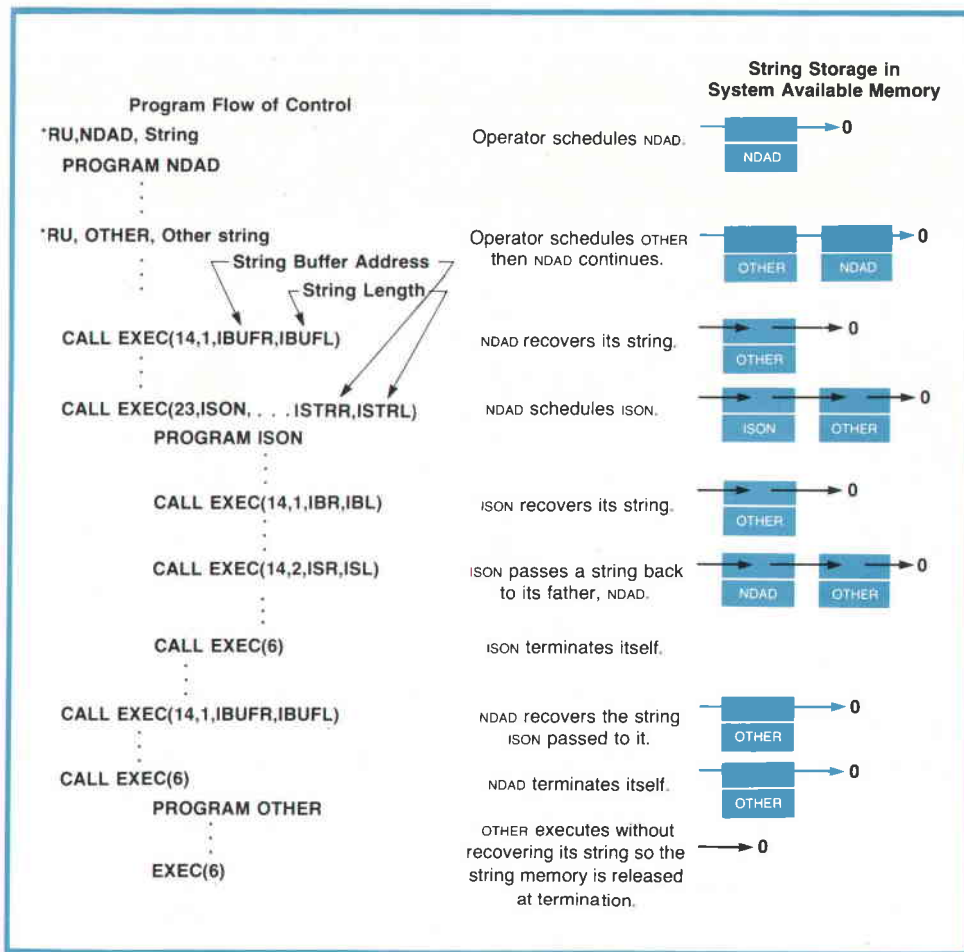 String Storage in
System Available Memory
Program Flow of Control
*RU,NDAD, String
Operator schedules NDAD.
0
NDAD
PROGRAM NDAD
*RU, OTHER, Other string
Operator schedules OTHER
then NDAD continues.
0
OTHER
NDAD
String Buffer Address
String Length
CALL EXEC(14,1,IBUFR,IBUFL)
NDAD recovers its string.
0
OTHER
CALL EXEC(23,ISON, . . . . ISTRR,ISTRL)
NDAD schedules ISON.
0
ISON
OTHER
PROGRAM ISON
CALL EXEC(14,1,IBR,IBL)
ISON recovers its string.
0
OTHER
CALL EXEC(14,2,ISR,ISL)
ISON passes a string back
to its father, NDAD.
0
NDAD
OTHER
CALL EXEC(6)
ISON terminates itself.
CALL EXEC(14,1,IBUFR,IBUFL)
NDAD recovers the string
ISON passed to it.
0
OTHER
CALL EXEC(6)
NDAD terminates itself.
0
OTHER
PROGRAM OTHER
EXEC(6)
OTHER executes without
recovering its string so the
string memory is released
at termination.
0